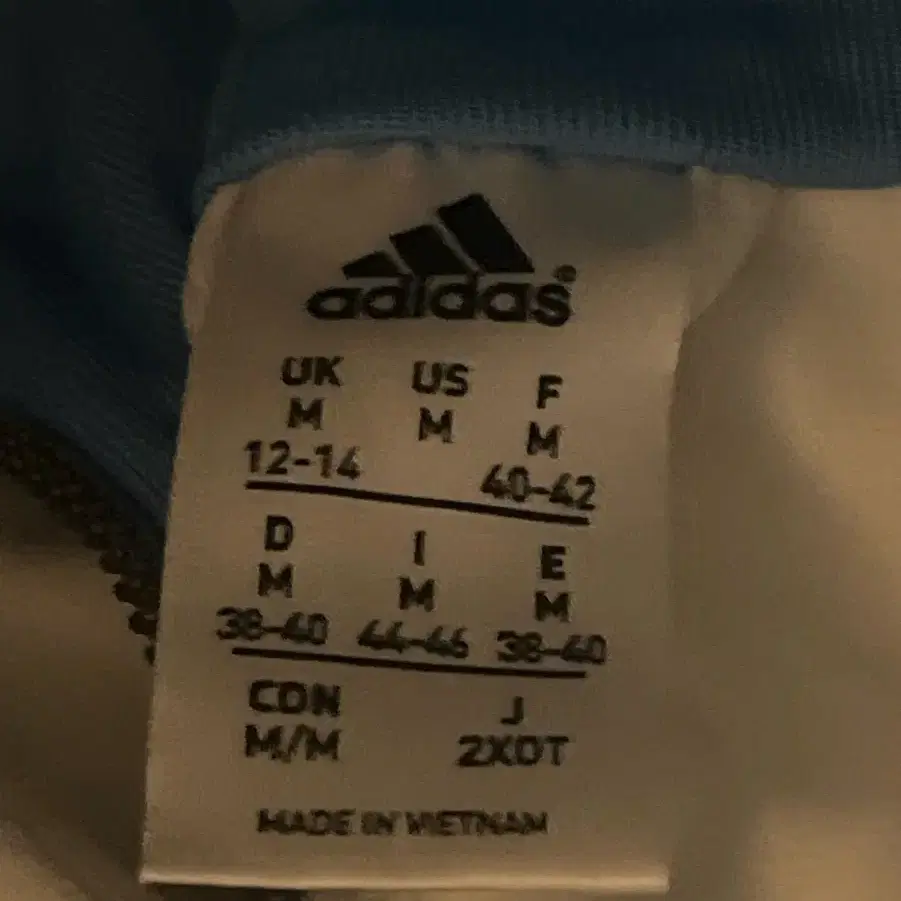 adidas®
UK US F
M M M
12-14 40-42
D I E
M M M
38-40 44-46 38-40
CDN J
M/M 2XOT
MADE IN VIETNAM